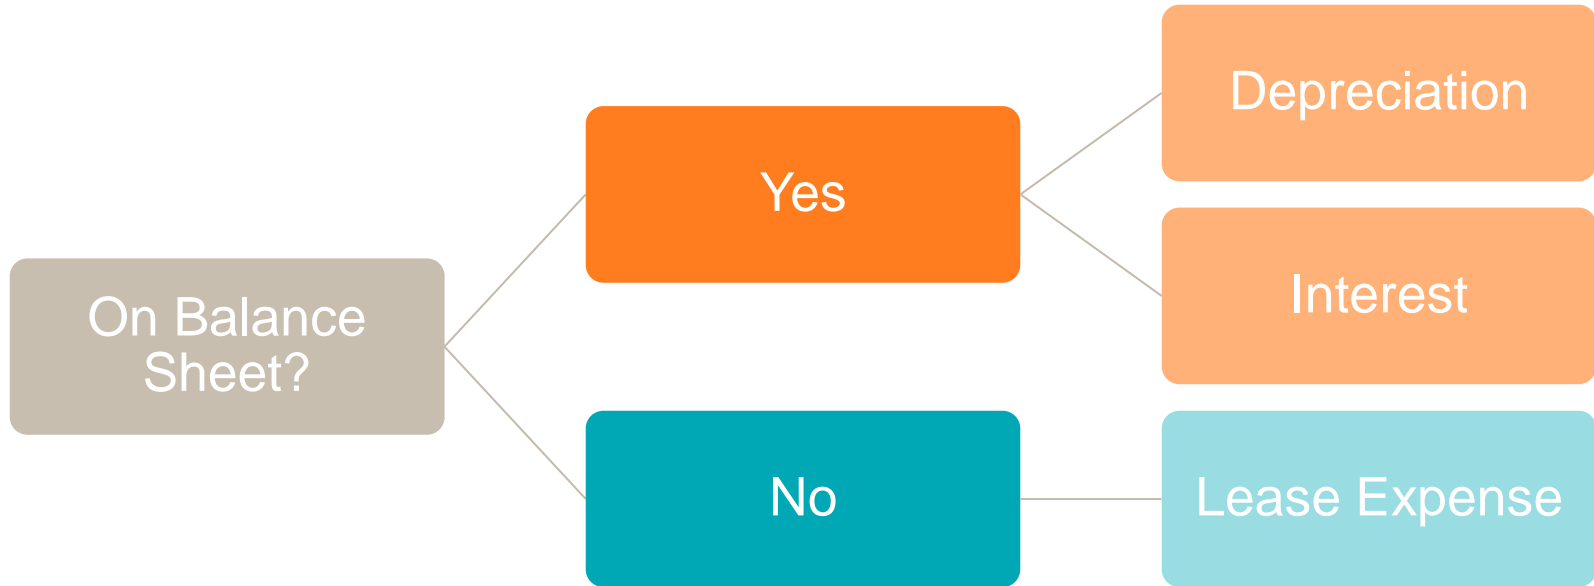 On Balance
Sheet?
Yes
Depreciation
Interest
No
Lease Expense